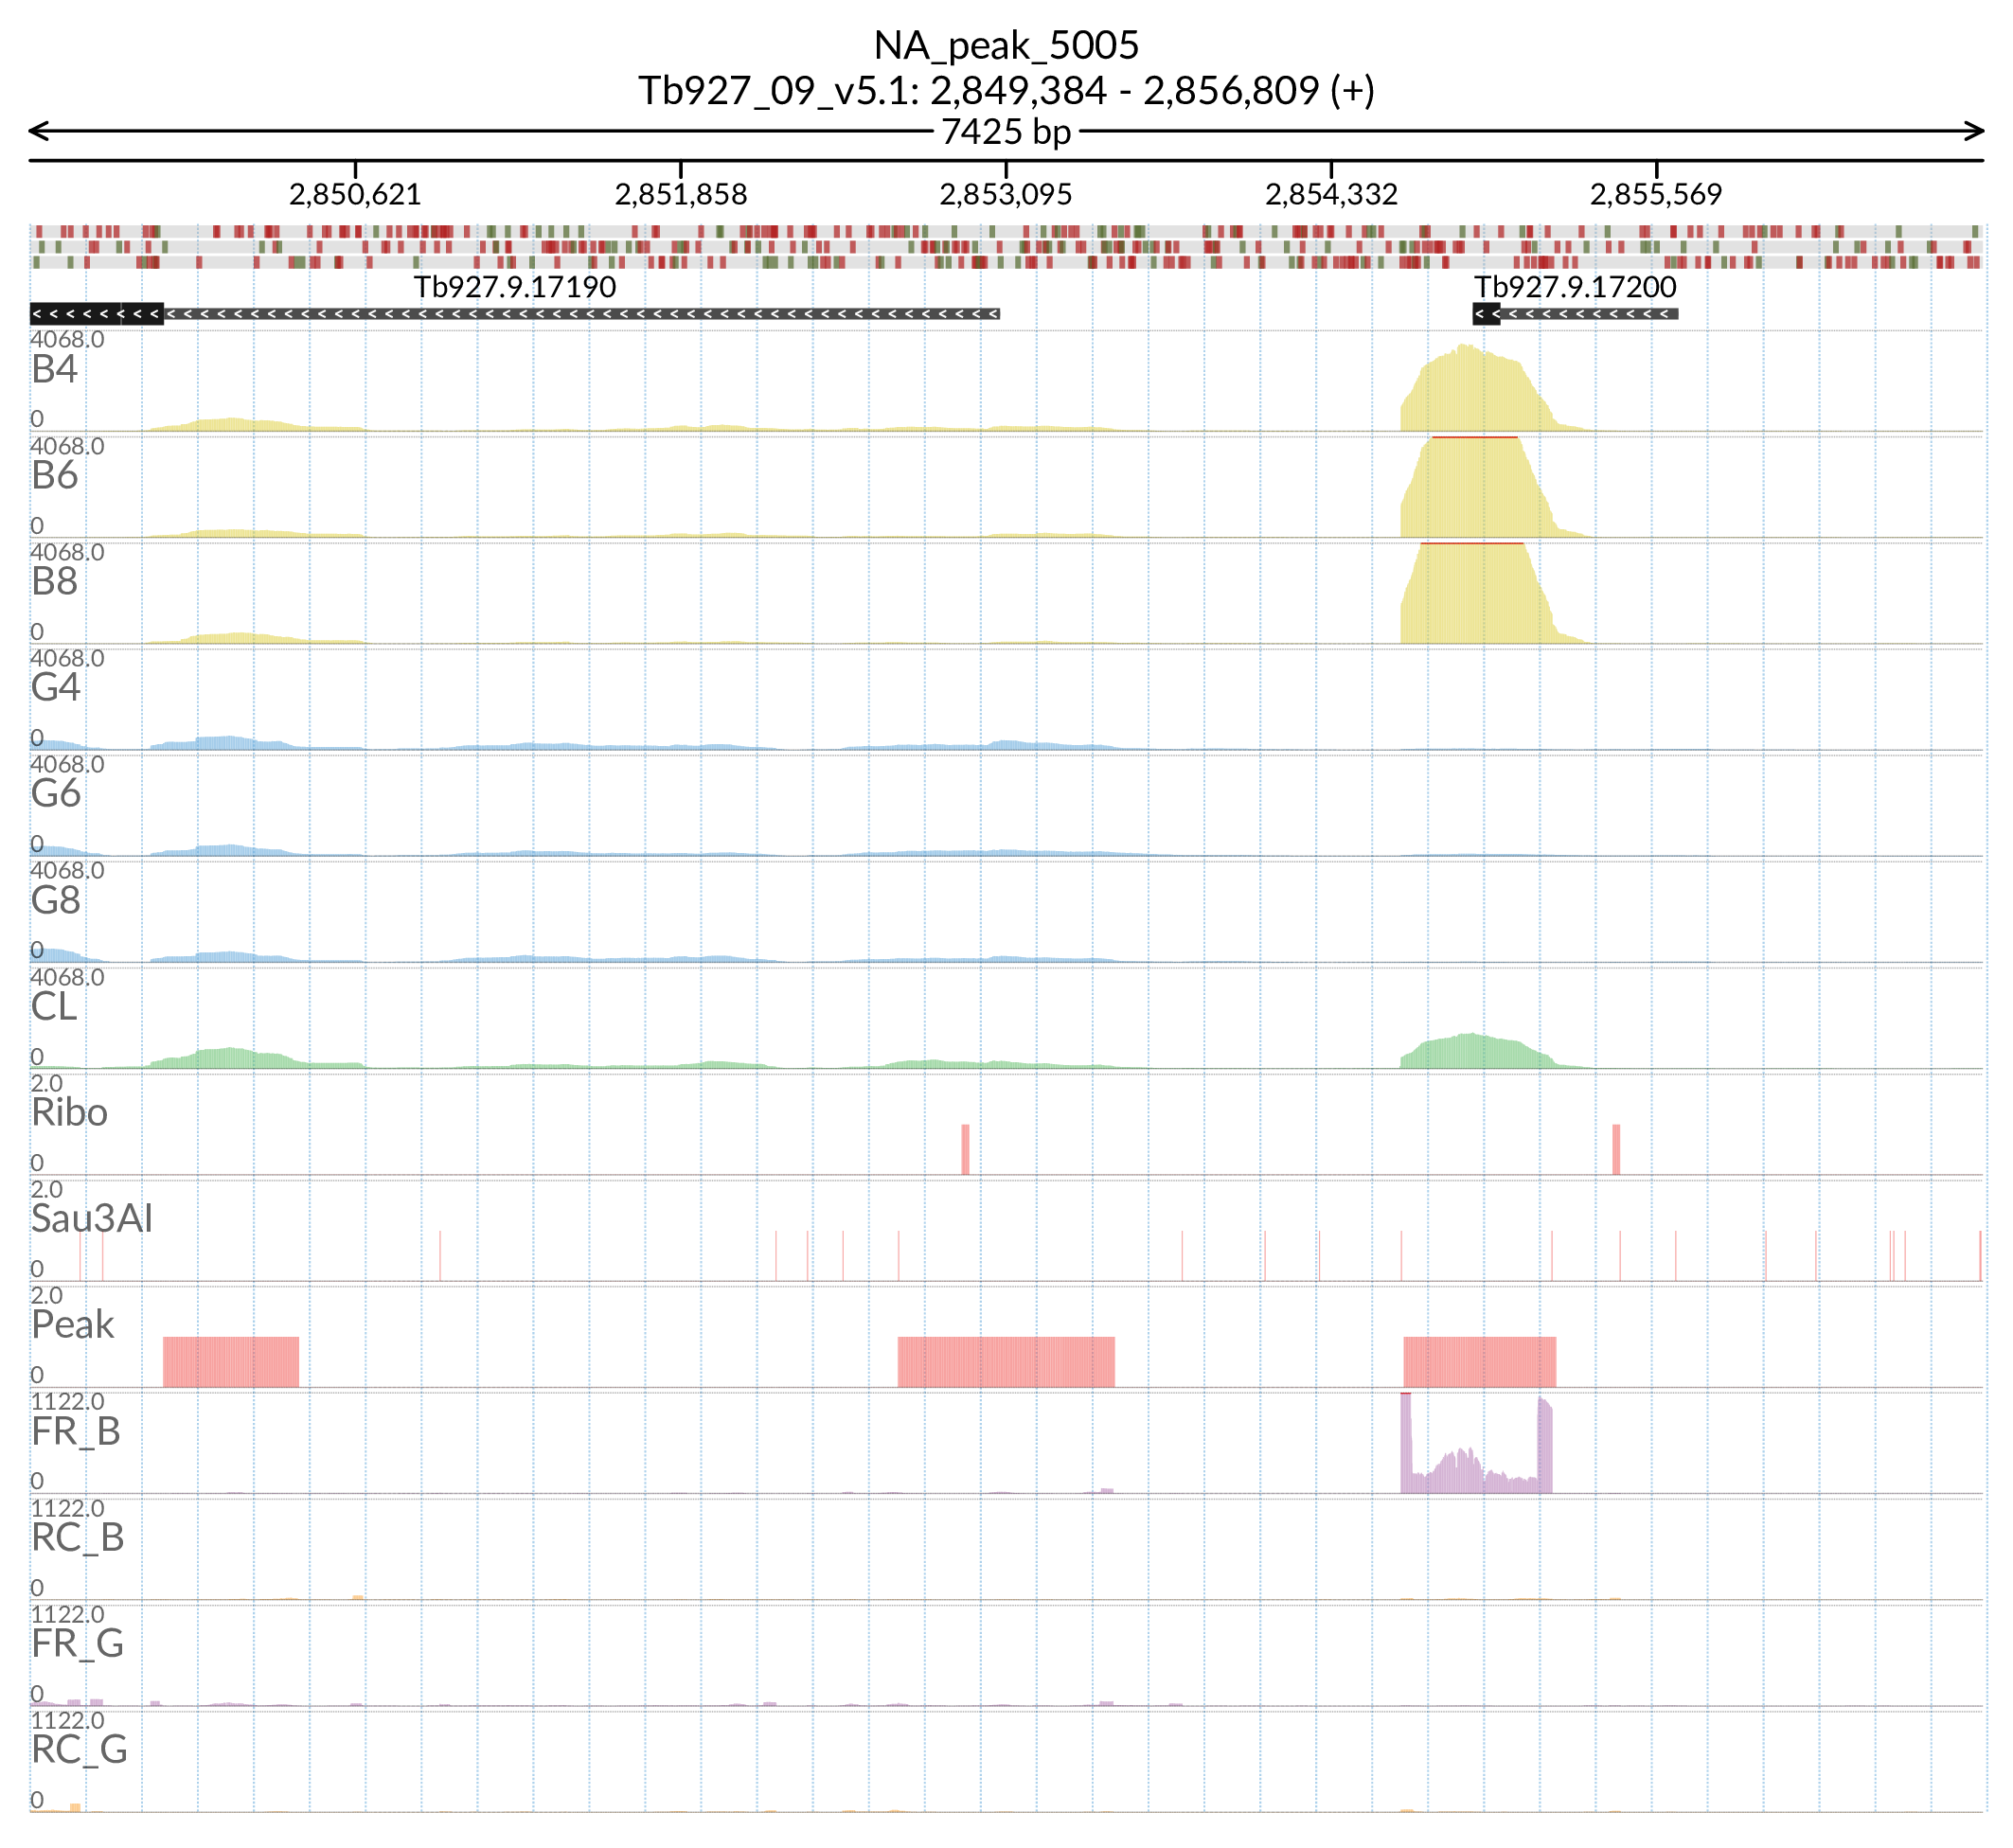 NA_peak_5005
Tb927_09_v5.1: 2,849,384 - 2,856,809 (+)
7425 bp
2,850,621 2,851,858 2,853,095 2,854,332 2,855,569
Tb927.9.17190 Tb927.9.17200
4068.0
B4
0
4068.0
B6
0
4068.0
B8
0
4068.0
G4
0
4068.0
G6
0
4068.0
G8
0
4068.0
CL
0
2.0
Ribo
0
2.0
Sau3AI
0
2.0
Peak
0
1122.0
FR_B
0
1122.0
RC_B
0
1122.0
FR_G
0
1122.0
RC_G
0